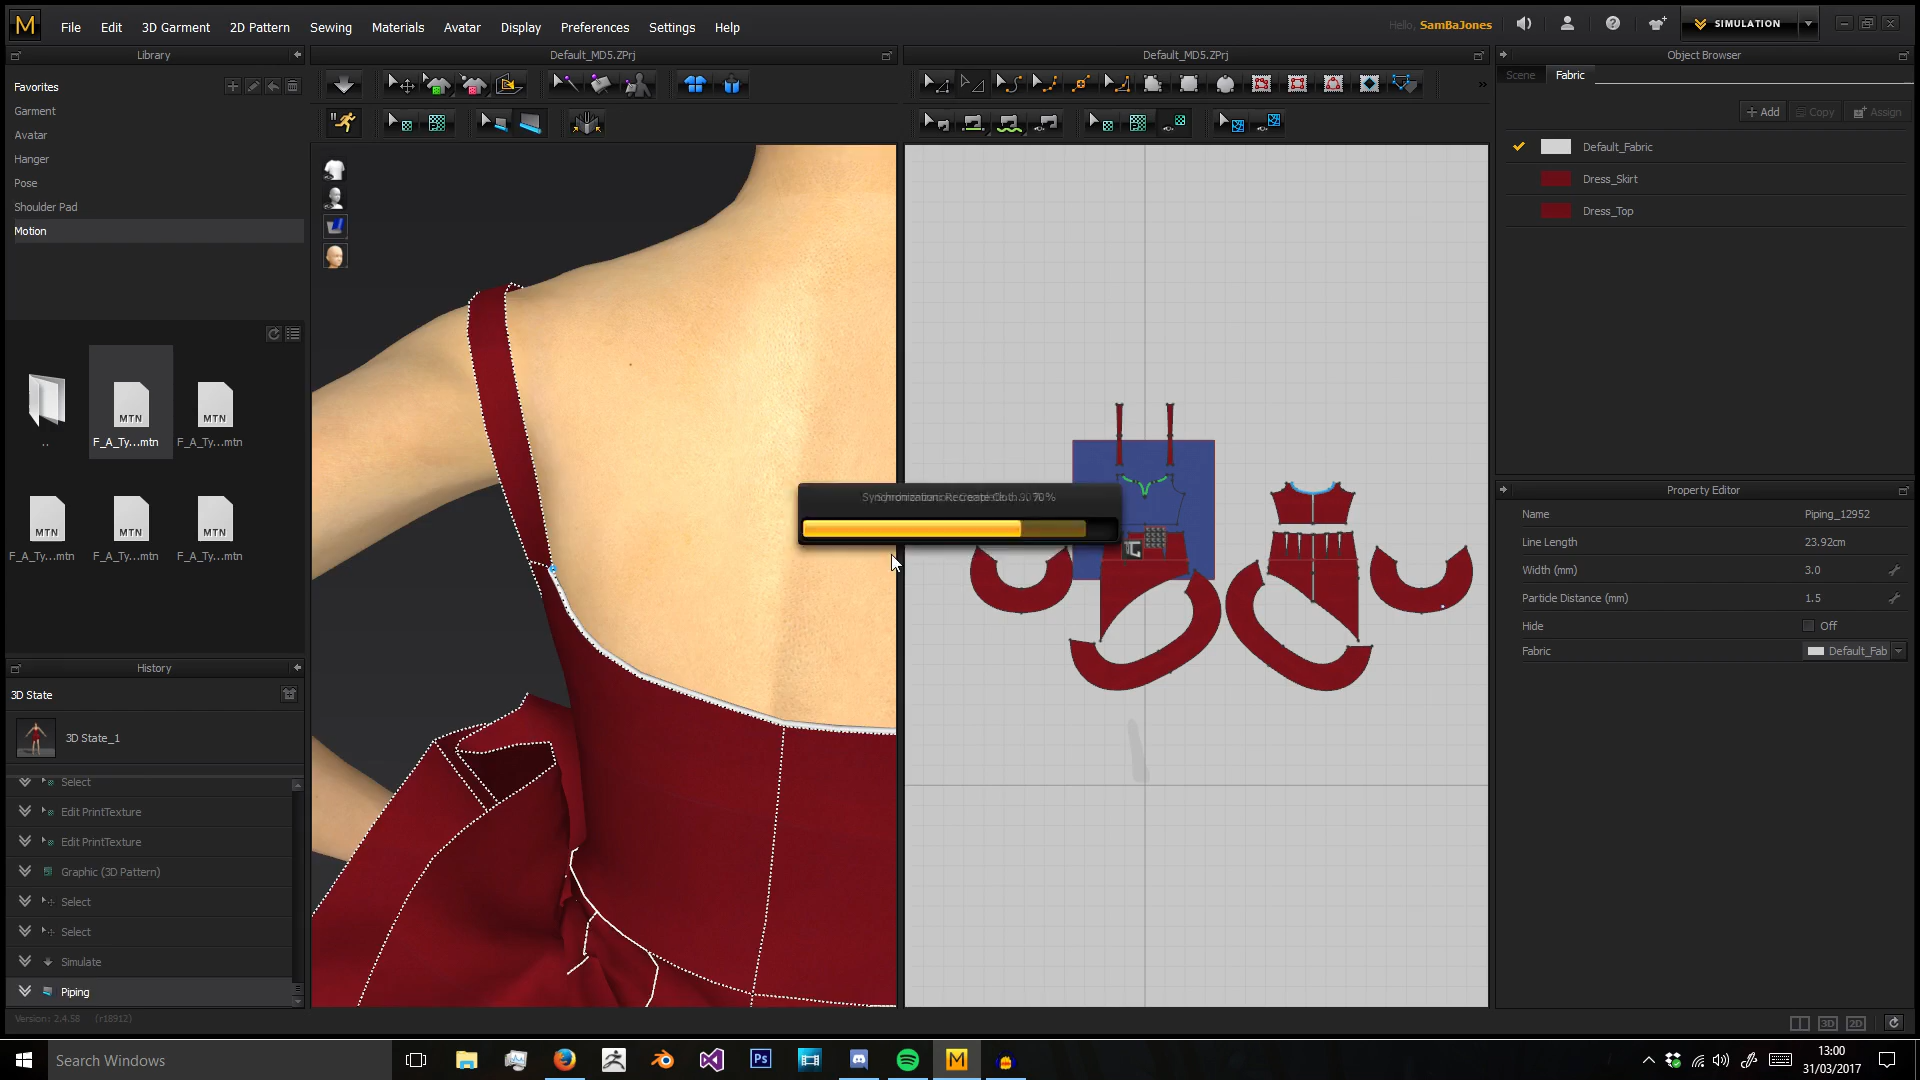 M File Edit 3D Garment 2D Pattern Sewing Materials Avatar Display Preferences Settings Help Hello, SamBaJones SIMULATION
Library
Default_MD5.ZPrj
Default_MD5.ZPrj
Object Browser
Favorites
Garment
Avatar
Hanger
Pose
Shoulder Pad
Motion
..
MTN
F_A_Ty...mtn
MTN
F_A_Ty...mtn
MTN
F_A_Ty...mtn
MTN
F_A_Ty...mtn
MTN
F_A_Ty...mtn
History
3D State
3D State_1
Select
Edit PrintTexture
Edit PrintTexture
Graphic (3D Pattern)
Select
Select
Simulate
Piping
Version: 2.4.58 (r18912)
Scene Fabric
+ Add Copy Assign
Default_Fabric
Dress_Skirt
Dress_Top
Property Editor
Name Piping_12952
Line Length 23.92cm
Width (mm) 3.0
Particle Distance (mm) 1.5
Hide Off
Fabric Default_Fab
3D 2D
Search Windows
Ps
M
13:00
31/03/2017